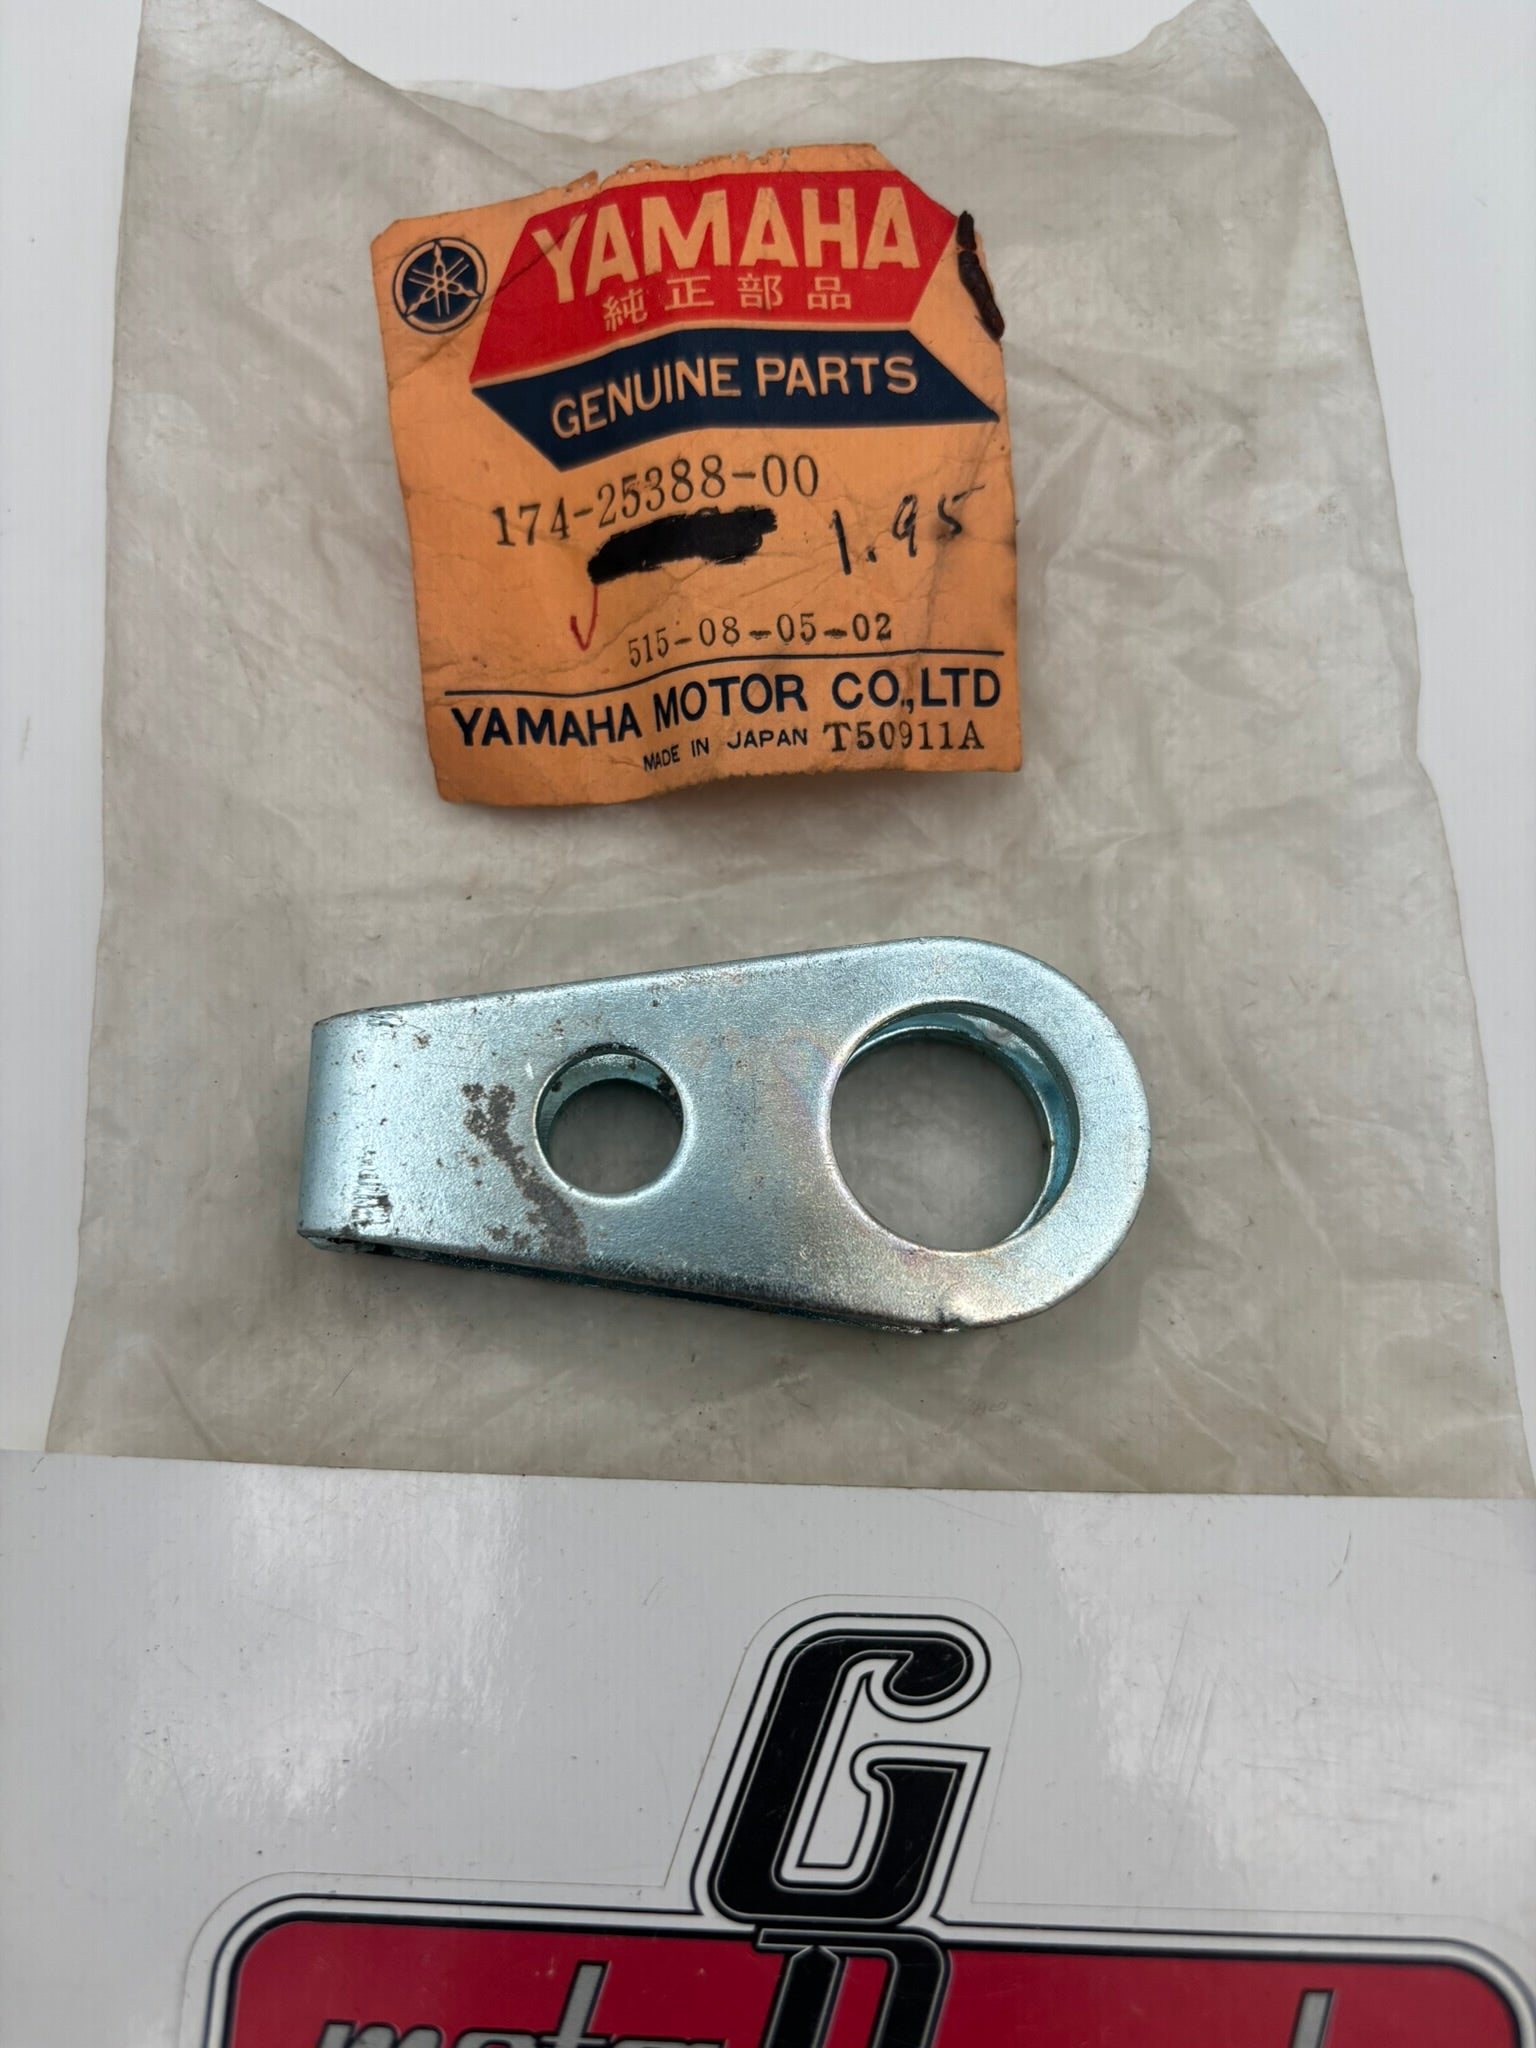 YAMAHA
純正部品
GENUINE PARTS
174-25388-00
1.95
515-08-05-02
YAMAHA MOTOR CO.,LTD
MADE IN JAPAN T50911A
G